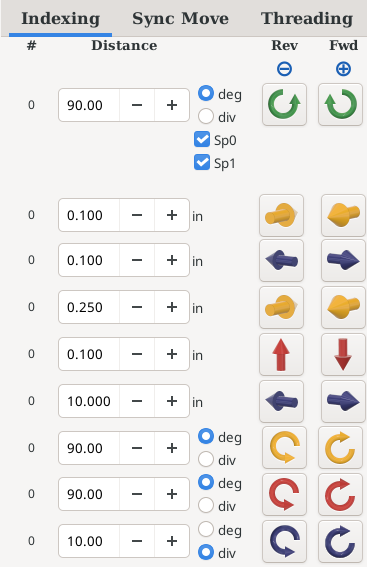 Indexing Sync Move Threading
# Distance Rev Fwd
0 90.00 − + deg
div
Sp0
Sp1
0 0.100 − + in
0 0.100 − + in
0 0.250 − + in
0 0.100 − + in
0 10.000 − + in
0 90.00 − + deg
div
0 90.00 − + deg
div
0 10.00 − + deg
div